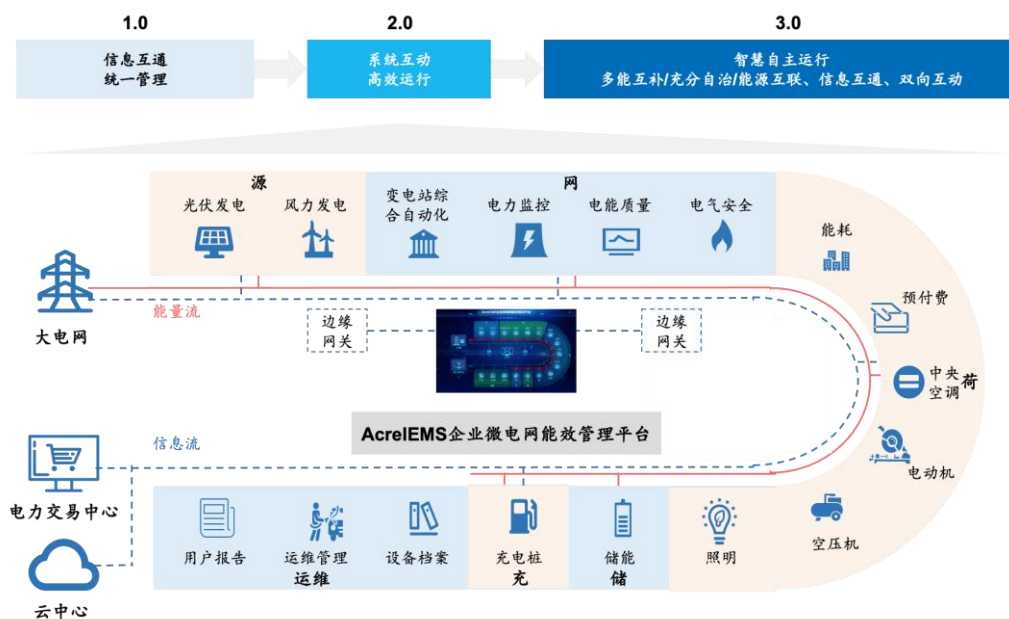 1.0
2.0
3.0
信息互通
统一管理
系统互动
高效运行
智慧自主运行
多能互补/充分自治/能源互联、信息互通、双向互动
源
网
光伏发电
风力发电
变电站综
合自动化
电力监控
电能质量
电气安全
能耗
预付费
中央
空调
荷
电动机
空压机
大电网
能量流
边缘
网关
边缘
网关
AcrelEMS企业微电网能效管理平台
信息流
电力交易中心
云中心
用户报告
运维管理
设备档案
运维
充电桩
充
储能
储
照明